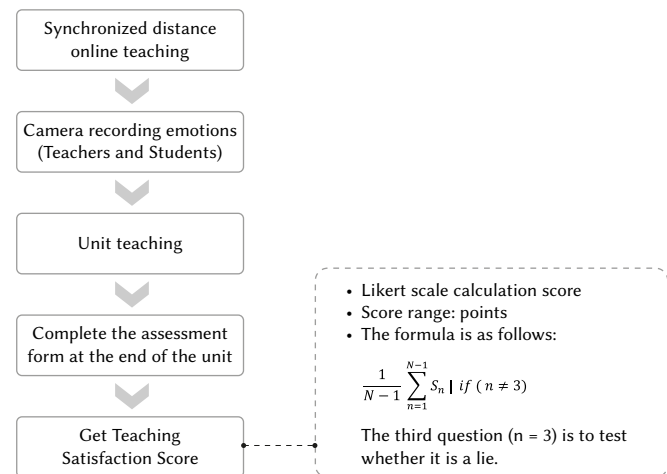 Synchronized distance
online teaching
Camera recording emotions
(Teachers and Students)
Unit teaching
Complete the assessment
form at the end of the unit
Get Teaching
Satisfaction Score
• Likert scale calculation score
• Score range: points
• The formula is as follows:
1/(N − 1) ∑_{n=1}^{N−1} S_n | if ( n ≠ 3)
The third question (n = 3) is to test
whether it is a lie.